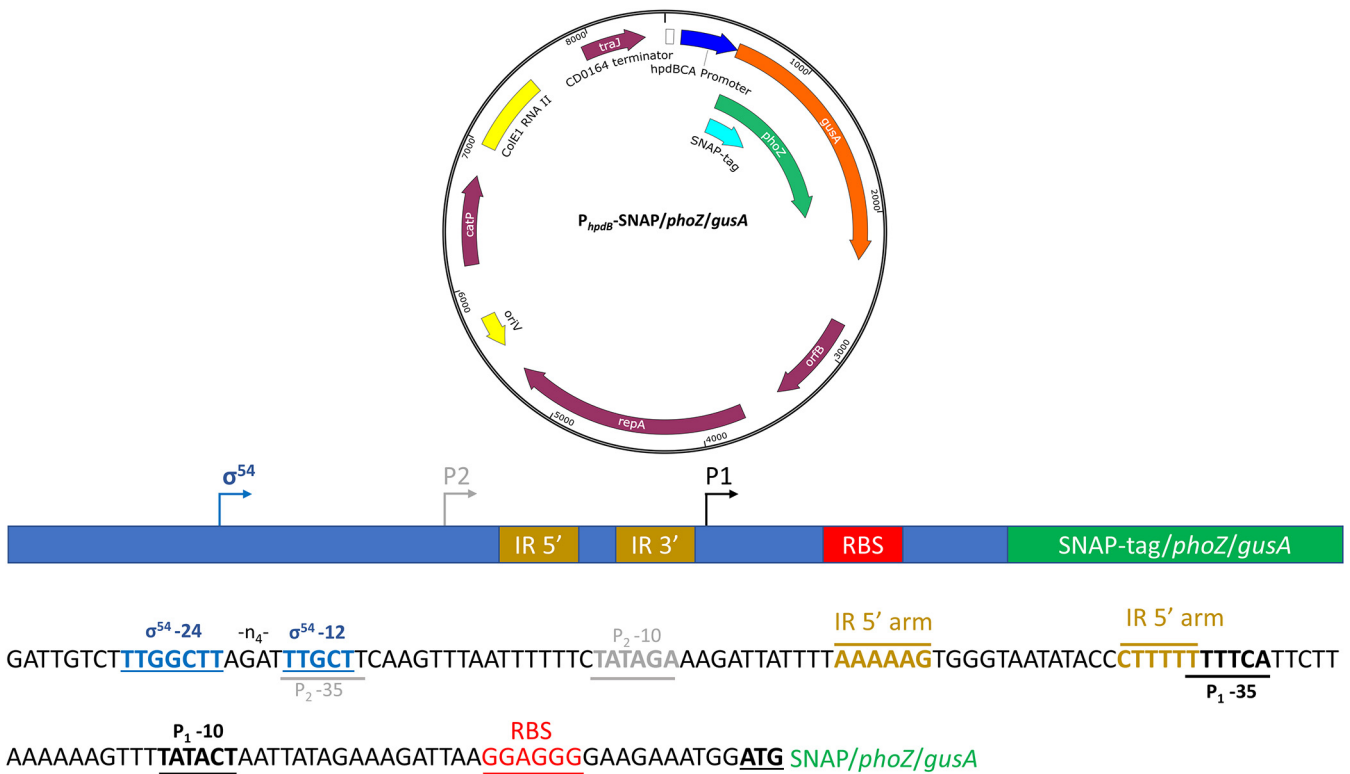 8000
traJ
CD0164 terminator
hpdBCA Promoter
1000
gusA
phoZ
SNAP-tag
2000
ColE1 RNA II
7000
catP
P_hpdB-SNAP/phoZ/gusA
6000
oriV
orfB
3000
5000
repA
4000
σ⁵⁴
P2
P1
IR 5’
IR 3’
RBS
SNAP-tag/phoZ/gusA
σ⁵⁴ -24
-n₄-
σ⁵⁴ -12
P₂ -10
IR 5’ arm
IR 5’ arm
GATTGTCTTTGGCTTAGATTTGCTTCAAGTTTAATTTTTTCTATAGAAAGATTATTTTAAAAAGTGGGTAATATACCCTTTTTTTTCATTCTT
P₂ -35
P₁ -35
P₁ -10
RBS
AAAAAAGTTTTATACTAATTATAGAAAGATTAAGGAGGGGAAGAAATGGATG SNAP/phoZ/gusA